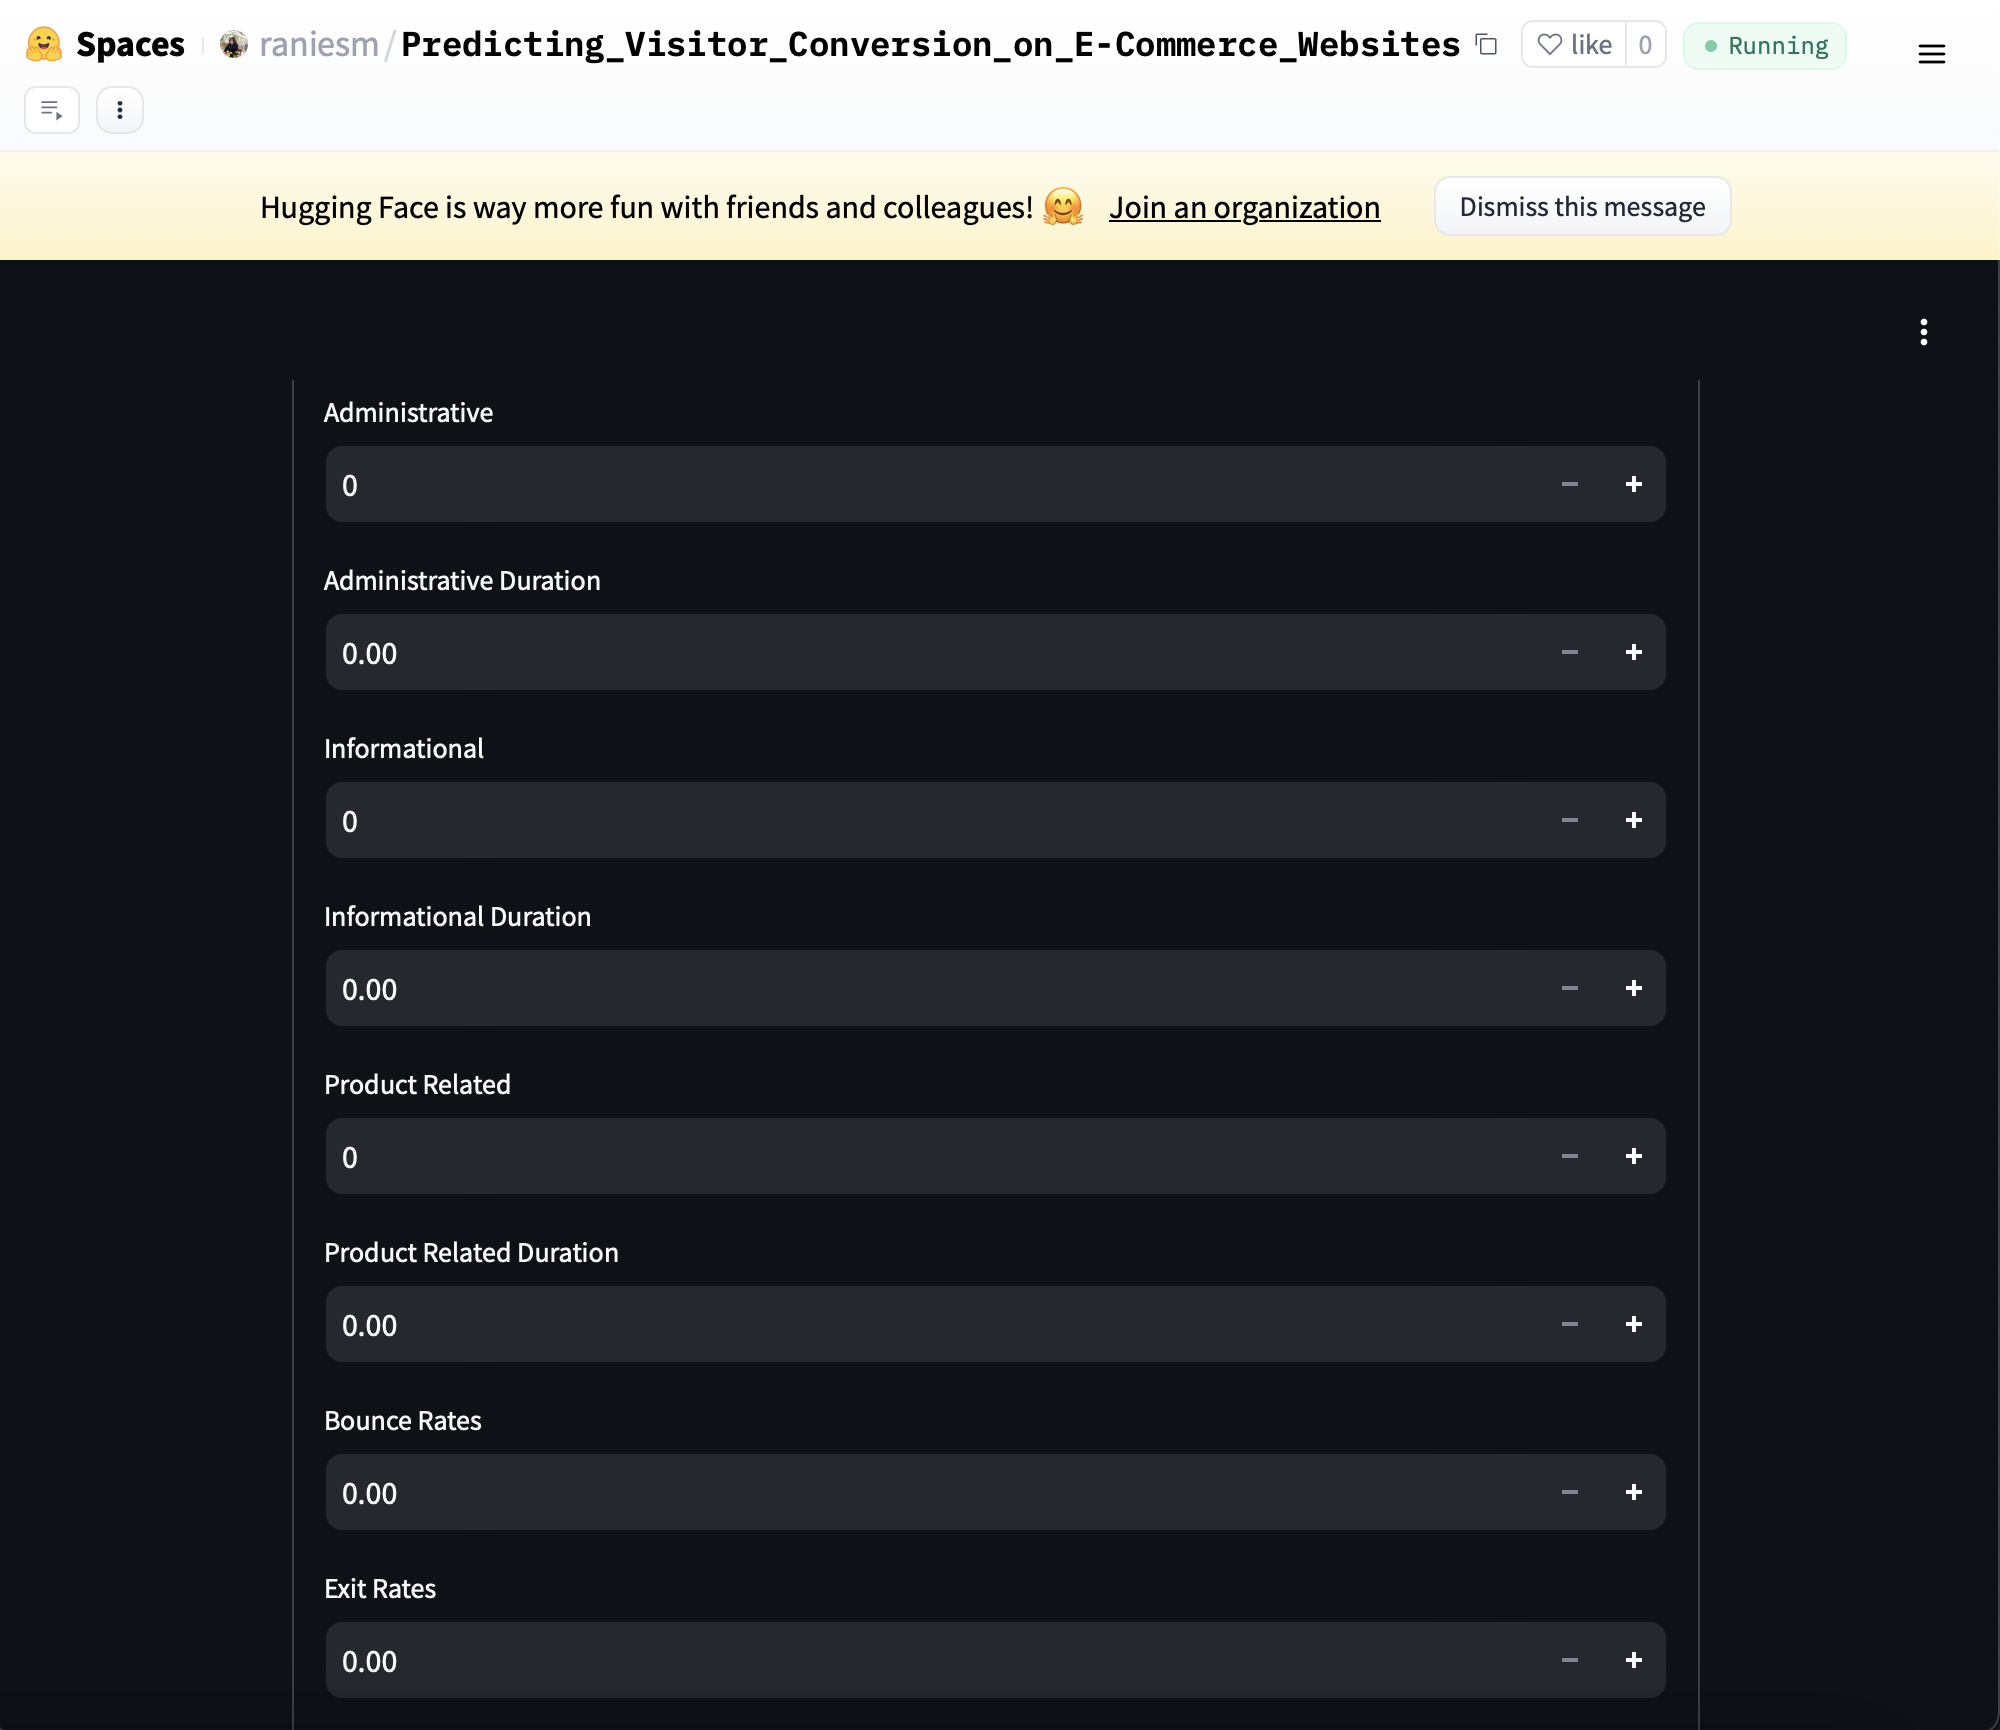 Spaces raniesm/Predicting_Visitor_Conversion_on_E-Commerce_Websites like 0 Running
Hugging Face is way more fun with friends and colleagues! 🤗 Join an organization Dismiss this message
Administrative
0
Administrative Duration
0.00
Informational
0
Informational Duration
0.00
Product Related
0
Product Related Duration
0.00
Bounce Rates
0.00
Exit Rates
0.00